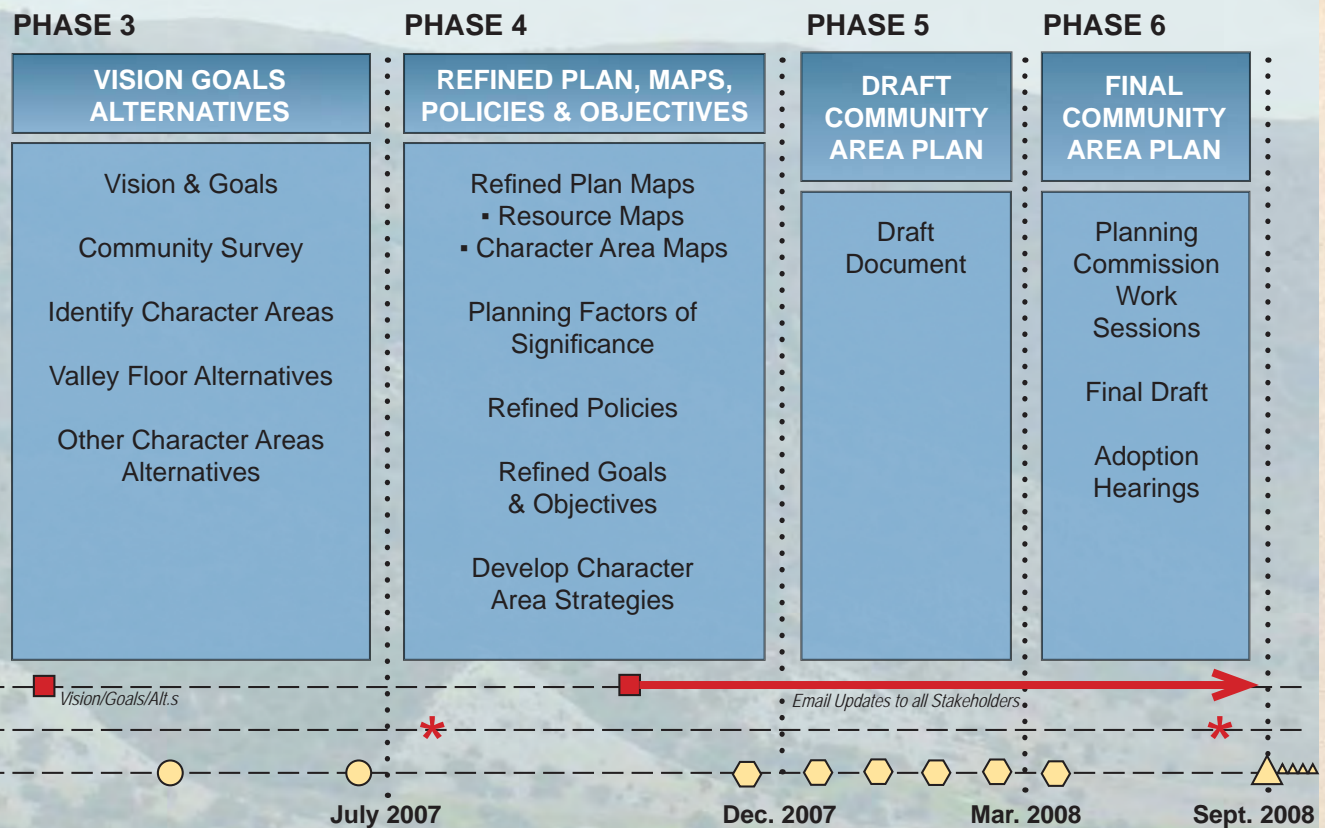 PHASE 3
VISION GOALS
ALTERNATIVES
Vision & Goals
Community Survey
Identify Character Areas
Valley Floor Alternatives
Other Character Areas
Alternatives
PHASE 4
REFINED PLAN, MAPS,
POLICIES & OBJECTIVES
Refined Plan Maps
▪ Resource Maps
▪ Character Area Maps
Planning Factors of
Significance
Refined Policies
Refined Goals
& Objectives
Develop Character
Area Strategies
PHASE 5
DRAFT
COMMUNITY
AREA PLAN
Draft
Document
PHASE 6
FINAL
COMMUNITY
AREA PLAN
Planning
Commission
Work
Sessions
Final Draft
Adoption
Hearings
Vision/Goals/Alt.s
Email Updates to all Stakeholders
July 2007
Dec. 2007
Mar. 2008
Sept. 2008